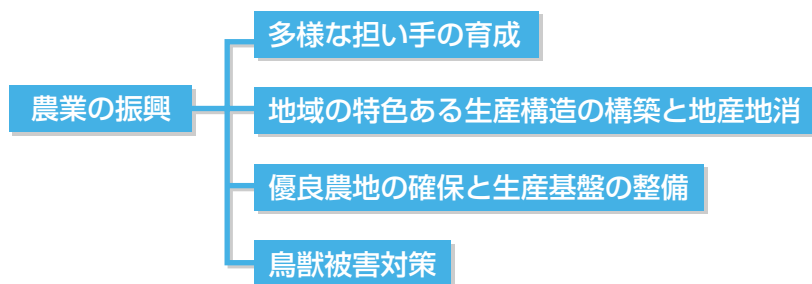 多様な担い手の育成
農業の振興
地域の特色ある生産構造の構築と地産地消
優良農地の確保と生産基盤の整備
鳥獣被害対策